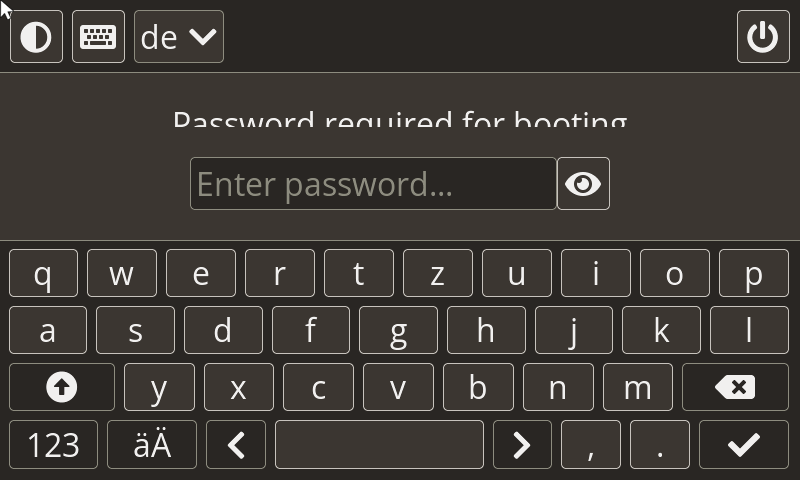 de
Password required for booting
Enter password...
q w e r t z u i o p
a s d f g h j k l
y x c v b n m
123 äÄ , .